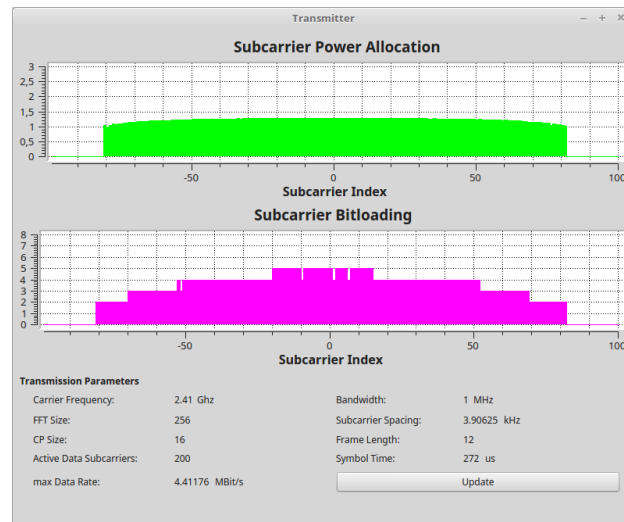 Transmitter
Subcarrier Power Allocation
3
2,5
2
1,5
1
0,5
0
-50 0 50 100
Subcarrier Index
Subcarrier Bitloading
8
7
6
5
4
3
2
1
0
-50 0 50 100
Subcarrier Index
Transmission Parameters
Carrier Frequency: 2.41 Ghz Bandwidth: 1 MHz
FFT Size: 256 Subcarrier Spacing: 3.90625 kHz
CP Size: 16 Frame Length: 12
Active Data Subcarriers: 200 Symbol Time: 272 us
max Data Rate: 4.41176 MBit/s Update